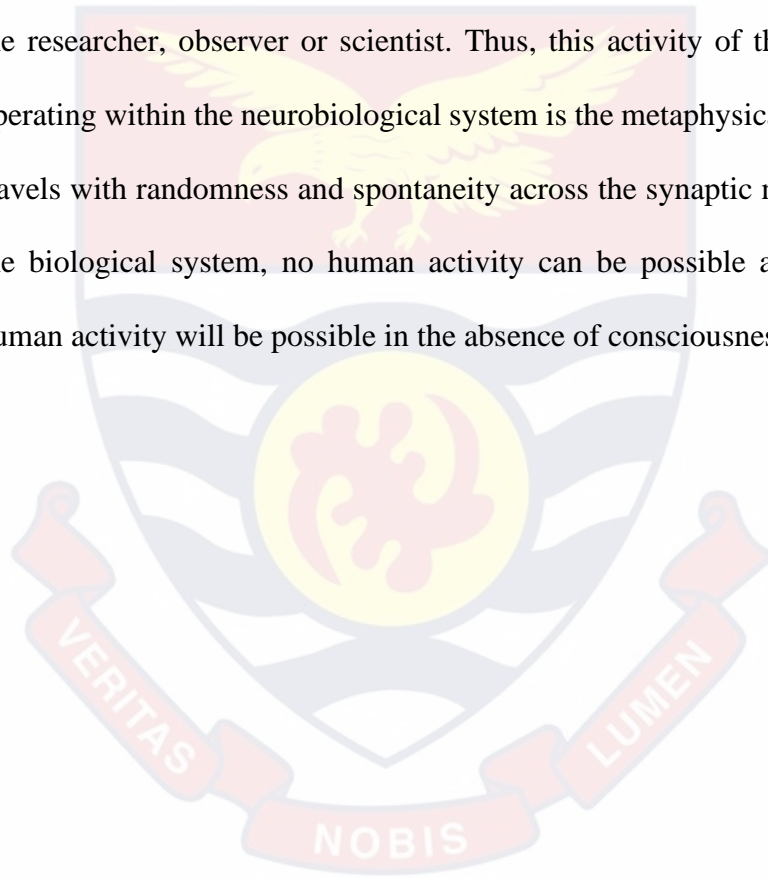 e researcher, observer or scientist. Thus, this activity of th
perating within the neurobiological system is the metaphysic
avels with randomness and spontaneity across the synaptic
e biological system, no human activity can be possible a
uman activity will be possible in the absence of consciousnes
VERITAS
NOBIS
LUMEN